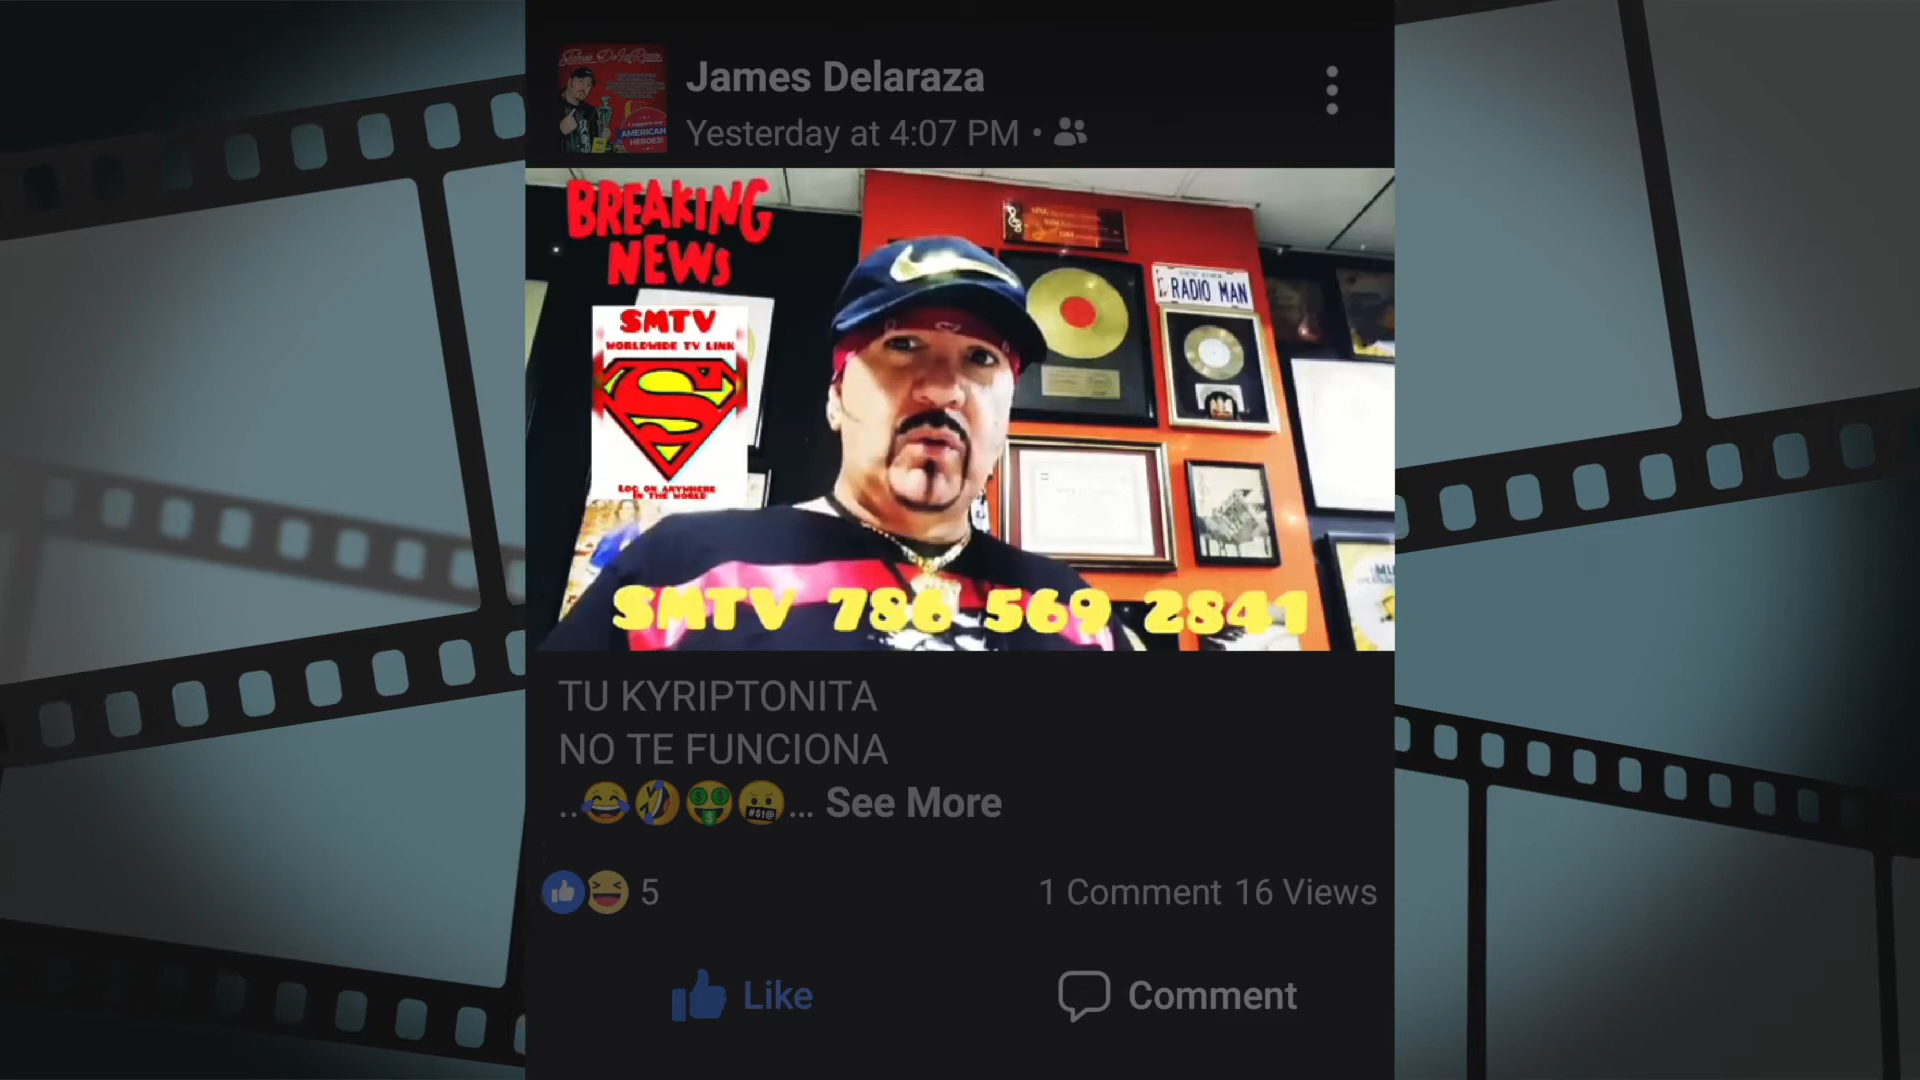 James Delaraza
Yesterday at 4:07 PM •
AMERICAN
HEROES!
BREAKING
NEWS
SMTV
WORLDWIDE TV LINK
S
LOG ON ANYWHERE
IN THE WORLD
RADIO MAN
SMTV 786 569 2841
TU KYRIPTONITA
NO TE FUNCIONA
..😂🤣🤑🤬... See More
5
1 Comment 16 Views
Like
Comment